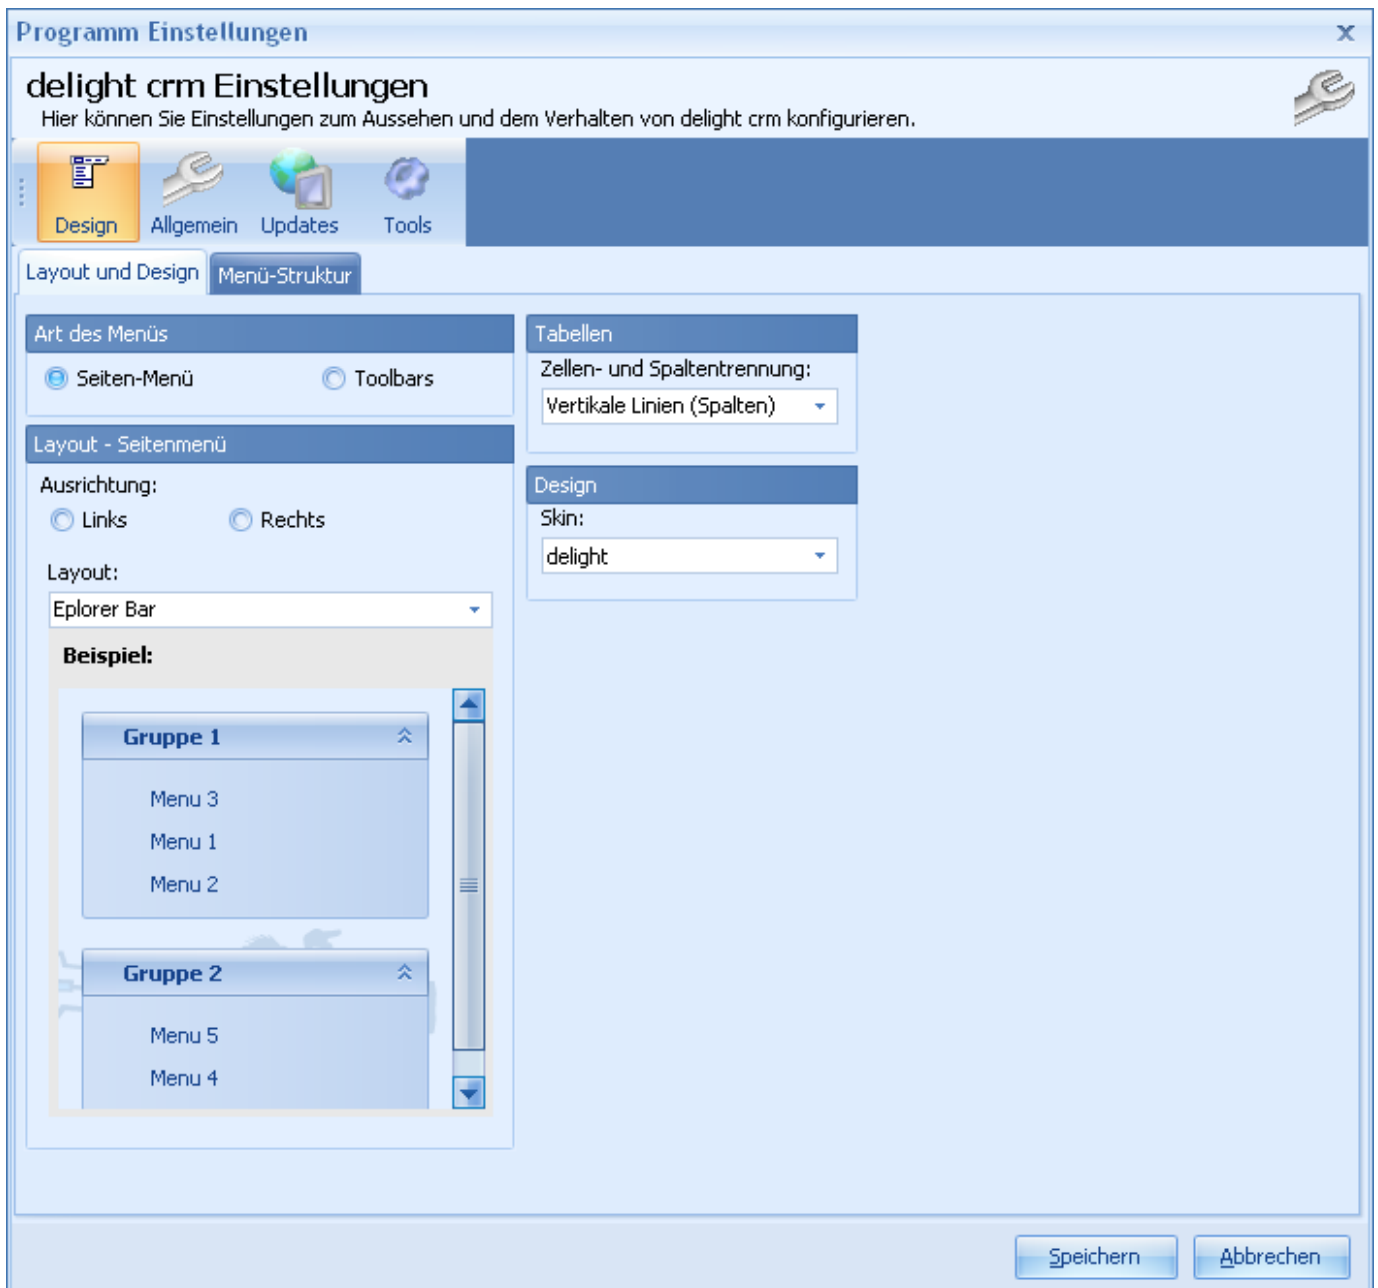 Programm Einstellungen
delight crm Einstellungen
Hier können Sie Einstellungen zum Aussehen und dem Verhalten von delight crm konfigurieren.
Design Allgemein Updates Tools
Layout und Design Menü-Struktur
Art des Menüs
Seiten-Menü Toolbars
Layout - Seitenmenü
Ausrichtung:
Links Rechts
Layout:
Eplorer Bar
Beispiel:
Gruppe 1
Menu 3
Menu 1
Menu 2
Gruppe 2
Menu 5
Menu 4
Tabellen
Zellen- und Spaltentrennung:
Vertikale Linien (Spalten)
Design
Skin:
delight
Speichern Abbrechen